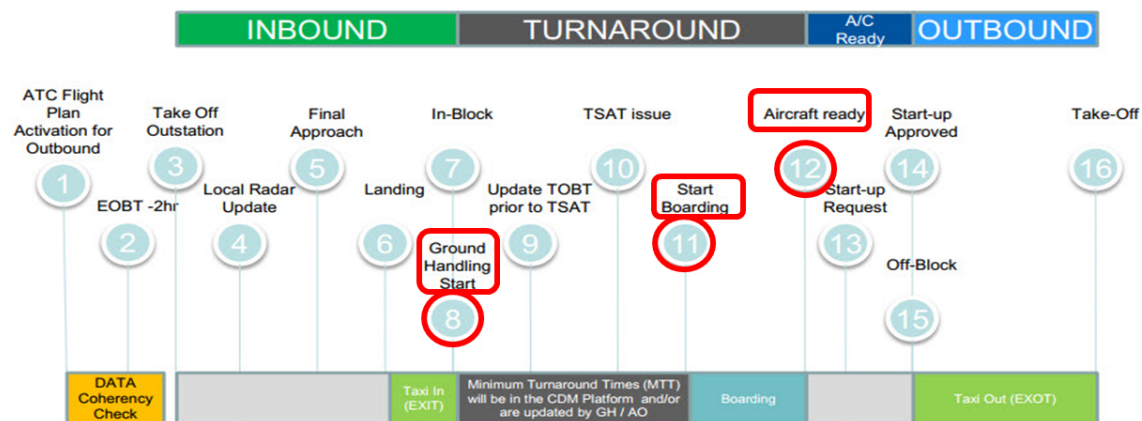 INBOUND
TURNAROUND
A/C
Ready
OUTBOUND
ATC Flight
Plan
Activation for
Outbound
1
EOBT -2hr
2
Take Off
Outstation
3
Local Radar
Update
4
Final
Approach
5
Landing
6
In-Block
7
Ground
Handling
Start
8
Update TOBT
prior to TSAT
9
TSAT issue
10
Start
Boarding
11
Aircraft ready
12
Start-up
Request
13
Start-up
Approved
14
Off-Block
15
Take-Off
16
DATA
Coherency
Check
Taxi In
(EXIT)
Minimum Turnaround Times (MTT)
will be in the CDM Platform and/or
are updated by GH / AO
Boarding
Taxi Out (EXOT)